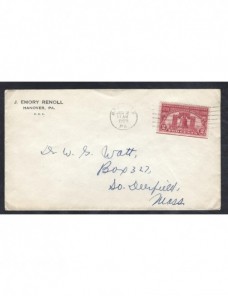 J. EMORY RENOLL
HANOVER, PA.
Dr. W. G. Watt,
Box 327,
So. Deerfield,
Mass.